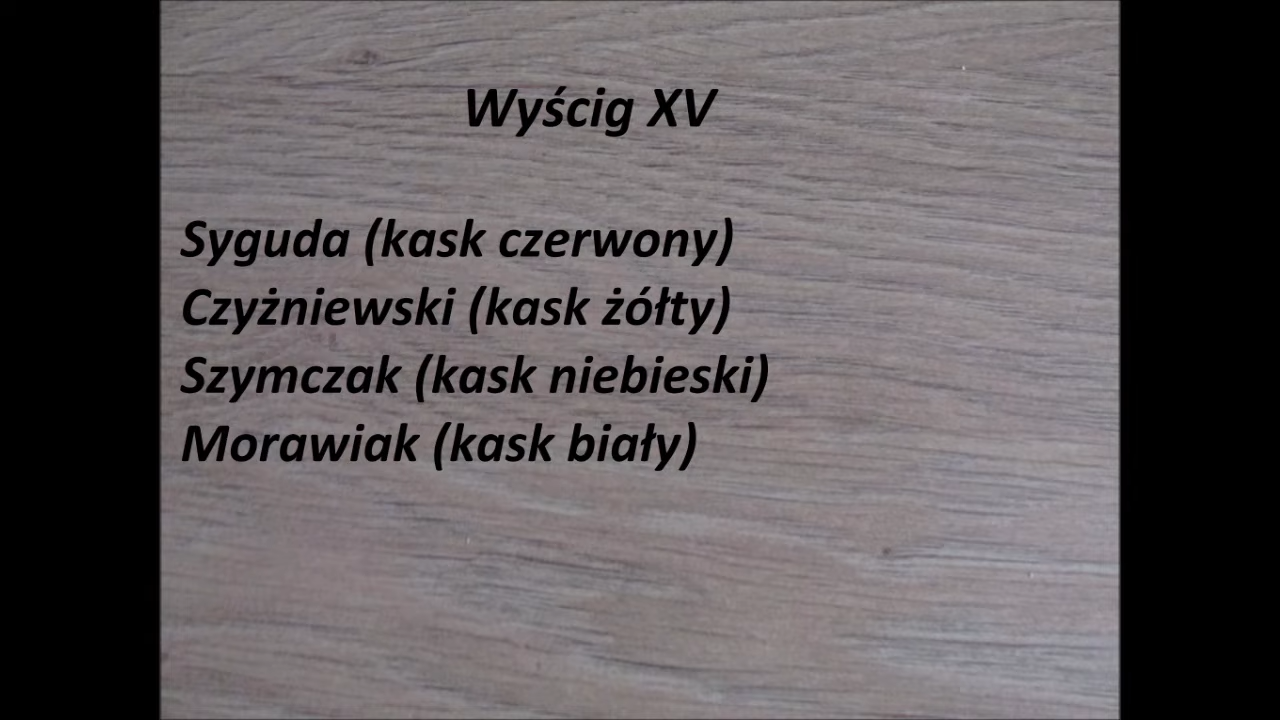 Wyścig XV
Syguda (kask czerwony)
Czyżniewski (kask żółty)
Szymczak (kask niebieski)
Morawiak (kask biały)